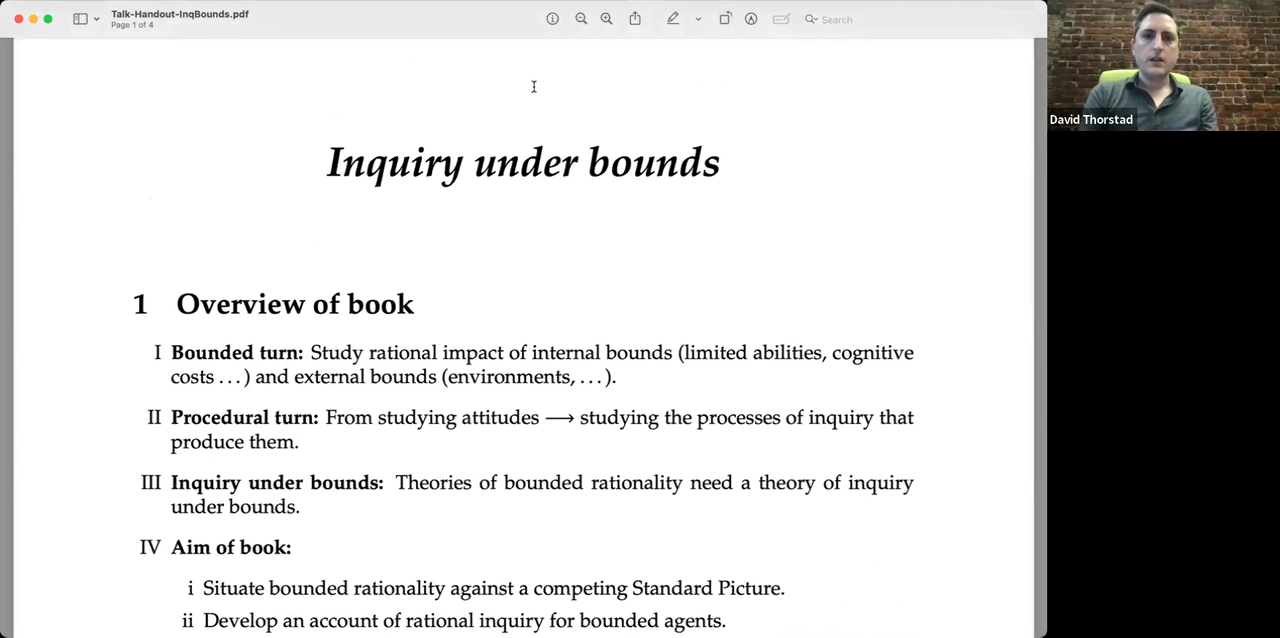 Talk-Handout-InqBounds.pdf
Page 1 of 4
Search
David Thorstad
Inquiry under bounds
1 Overview of book
I Bounded turn: Study rational impact of internal bounds (limited abilities, cognitive
costs . . . ) and external bounds (environments, . . . ).
II Procedural turn: From studying attitudes ⟶ studying the processes of inquiry that
produce them.
III Inquiry under bounds: Theories of bounded rationality need a theory of inquiry
under bounds.
IV Aim of book:
i Situate bounded rationality against a competing Standard Picture.
ii Develop an account of rational inquiry for bounded agents.